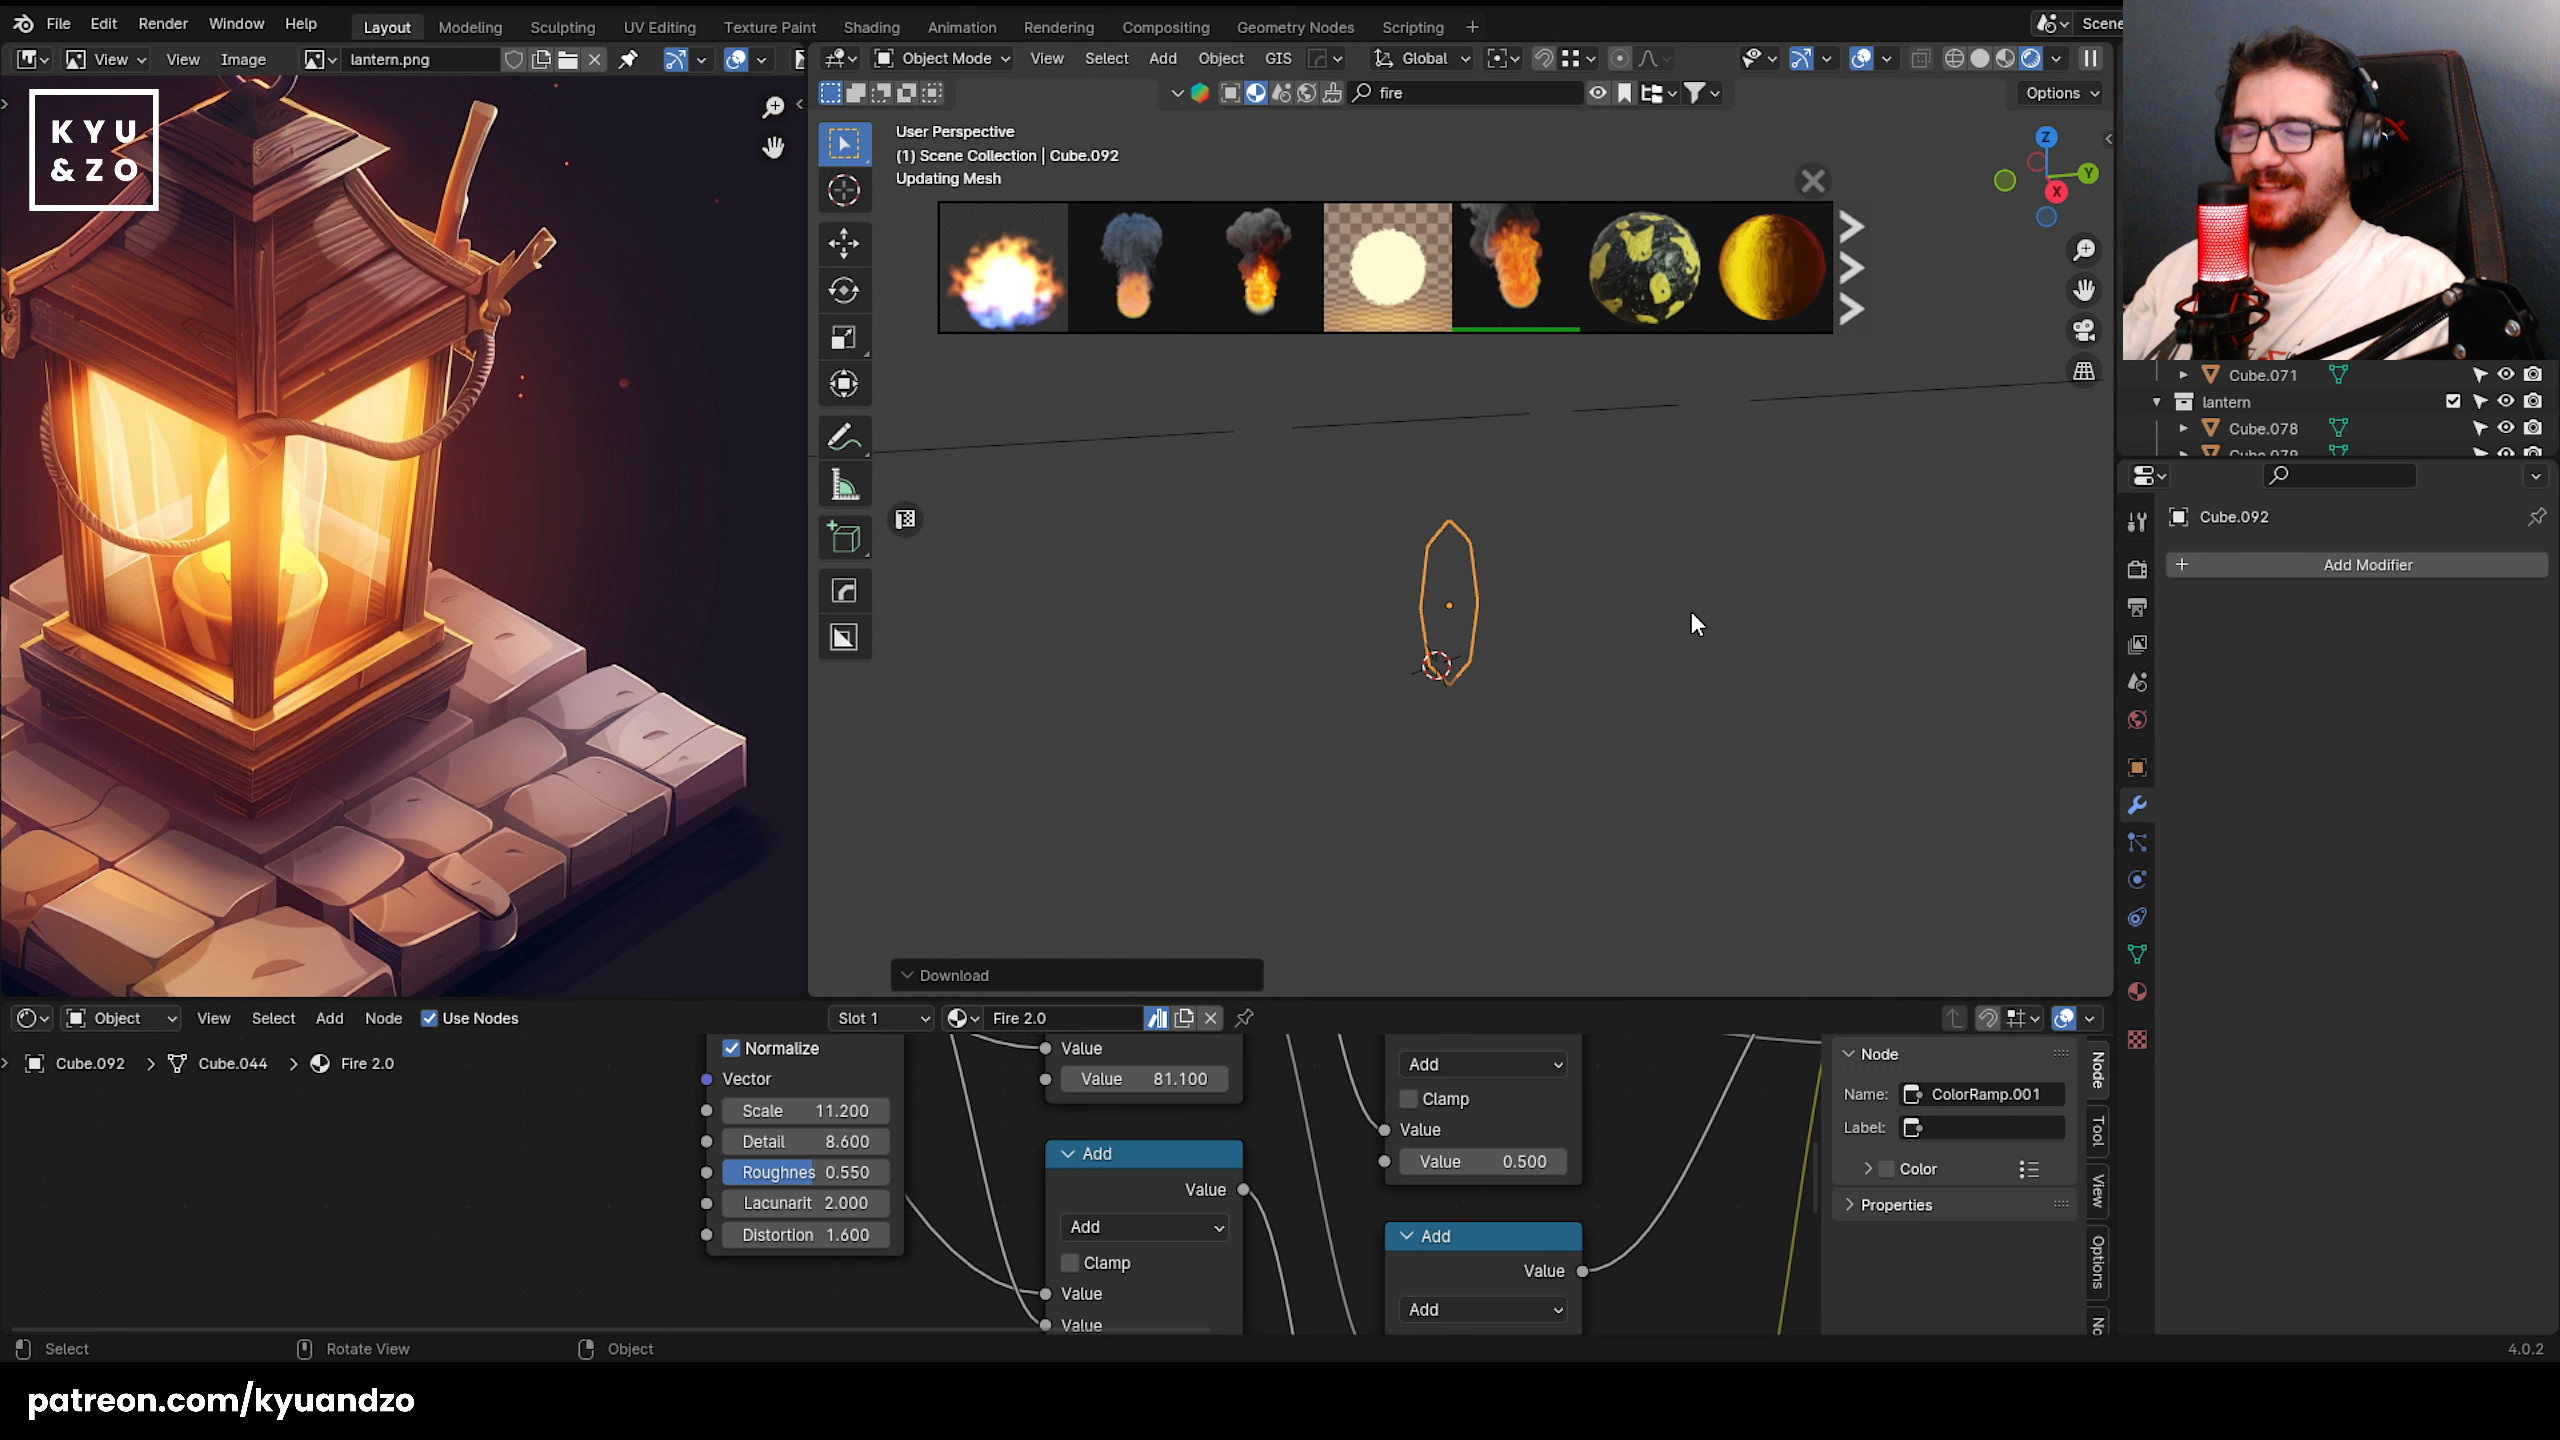 File Edit Render Window Help
Layout Modeling Sculpting UV Editing Texture Paint Shading Animation Rendering Compositing Geometry Nodes Scripting +
Scene
View View Image lantern.png
Object Mode View Select Add Object GIS Global
fire
Options
KYU
&ZO
User Perspective
(1) Scene Collection | Cube.092
Updating Mesh
Z
Y
X
Cube.071
lantern
Cube.078
Cube.092
Add Modifier
Download
Object View Select Add Node Use Nodes
Slot 1
Fire 2.0
Cube.092 > Cube.044 > Fire 2.0
Normalize
Vector
Scale 11.200
Detail 8.600
Roughnes 0.550
Lacunarit 2.000
Distortion 1.600
Value
Value 81.100
Add
Value
Add
Clamp
Value
Value
Add
Clamp
Value
Value 0.500
Add
Value
Add
Node
Name: ColorRamp.001
Label:
Color
Properties
Node
Tool
View
Options
No
Select
Rotate View
Object
4.0.2
patreon.com/kyuandzo